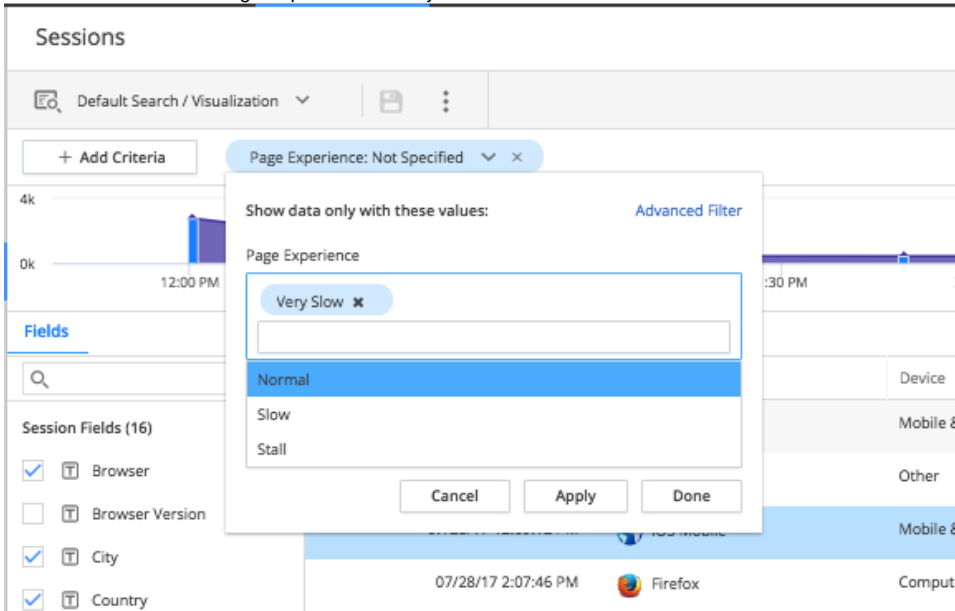 Sessions
Default Search / Visualization
+ Add Criteria
Page Experience: Not Specified
4k
Show data only with these values:
Advanced Filter
Page Experience
0k
12:00 PM
:30 PM
Very Slow
Fields
Normal
Device
Slow
Session Fields (16)
Mobile &
Stall
Browser
Other
Cancel
Apply
Done
Browser Version
iOS Mobile
Mobile &
City
07/28/17 2:07:46 PM
Firefox
Comput
Country